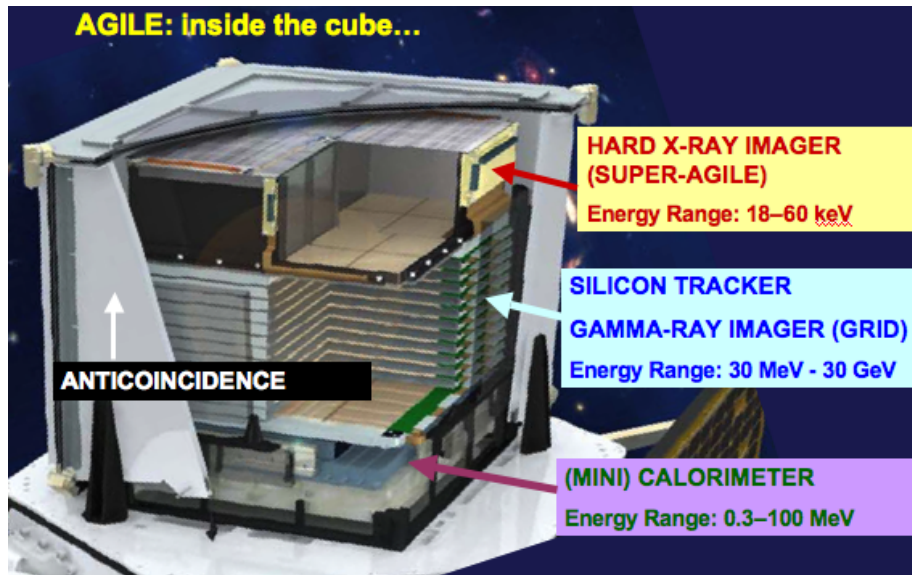 AGILE: inside the cube...
HARD X-RAY IMAGER
(SUPER-AGILE)
Energy Range: 18–60 keV
SILICON TRACKER
GAMMA-RAY IMAGER (GRID)
Energy Range: 30 MeV - 30 GeV
ANTICOINCIDENCE
(MINI) CALORIMETER
Energy Range: 0.3–100 MeV